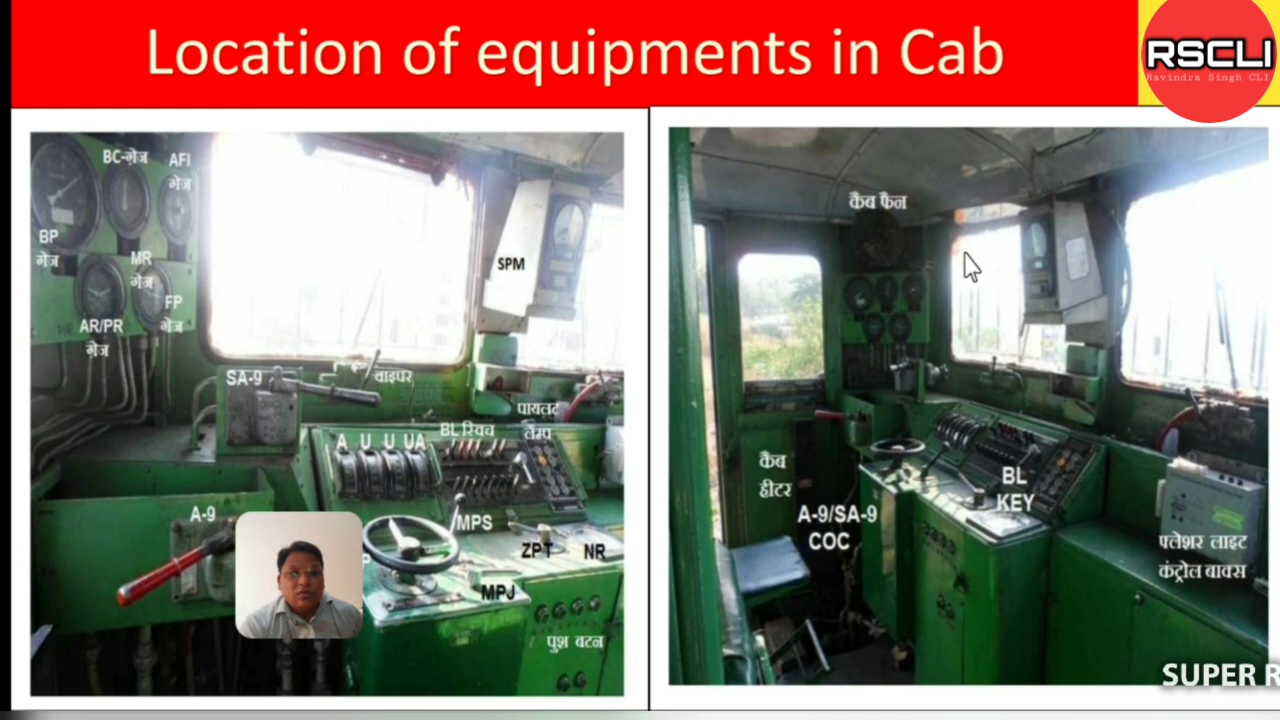 Location of equipments in Cab
RSCLI
Ravindra Singh CLI
BC-गेज
AFI
गेज
BP
गेज
MR
गेज
FP
गेज
AR/PR
गेज
SPM
SA-9
वाइपर
पायलट
लैम्प
BL स्विच
A U U UA
A-9
MPS
ZPT
NR
MPJ
पुश बटन
कैब फैन
कैब
हीटर
A-9/SA-9
COC
BL
KEY
फ्लैशर लाइट
कंट्रोल बाक्स
SUPER R